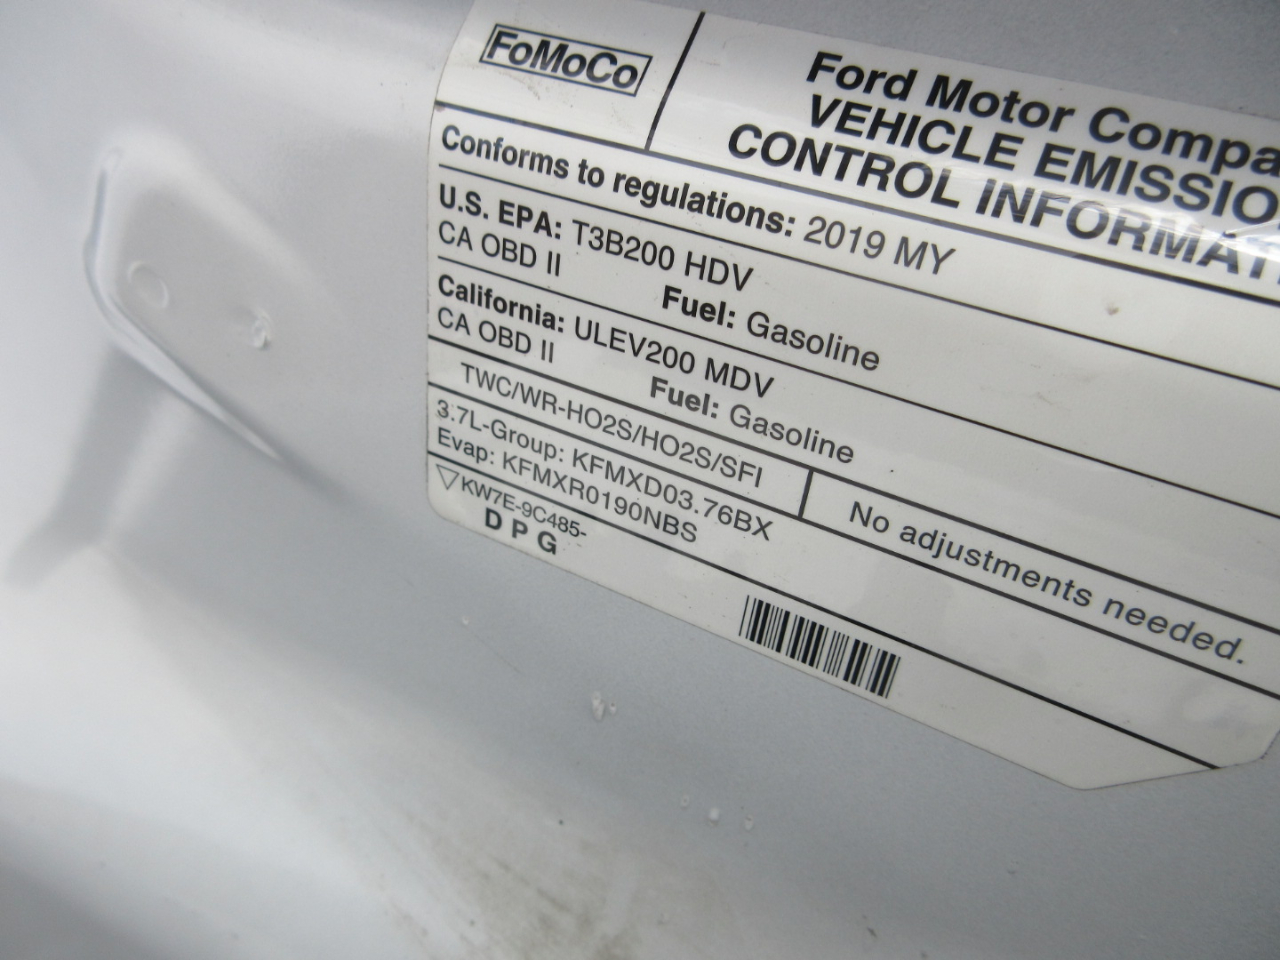 FoMoCo
Ford Motor Compa
VEHICLE EMISSIO
CONTROL INFORMAT
Conforms to regulations: 2019 MY
U.S. EPA: T3B200 HDV
CA OBD II Fuel: Gasoline
California: ULEV200 MDV
CA OBD II Fuel: Gasoline
TWC/WR-HO2S/HO2S/SFI
No adjustments needed.
3.7L-Group: KFMXD03.76BX
Evap: KFMXR0190NBS
KW7E-9C485-
D P G